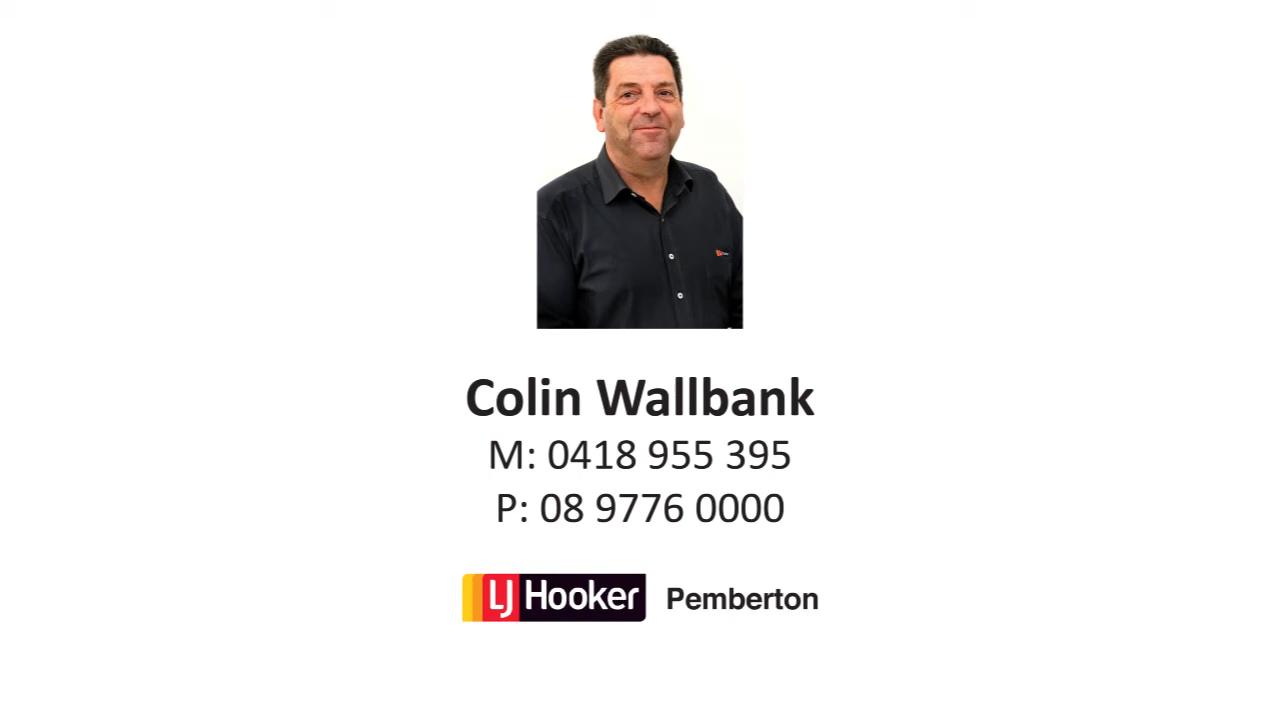 Colin Wallbank
M: 0418 955 395
P: 08 9776 0000
LJ Hooker Pemberton